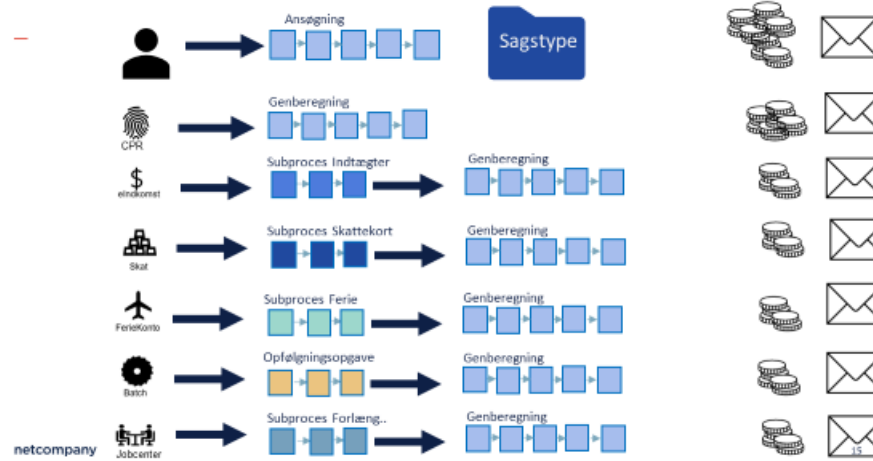 Ansøgning
Sagstype
Genberegning
CPR
Subproces Indtægter
Genberegning
eIndkomst
Subproces Skattekort
Genberegning
Skat
Subproces Ferie
Genberegning
FerieKonto
Opfølgningsopgave
Genberegning
Batch
Subproces Forlæng..
Genberegning
Jobcenter
netcompany
15